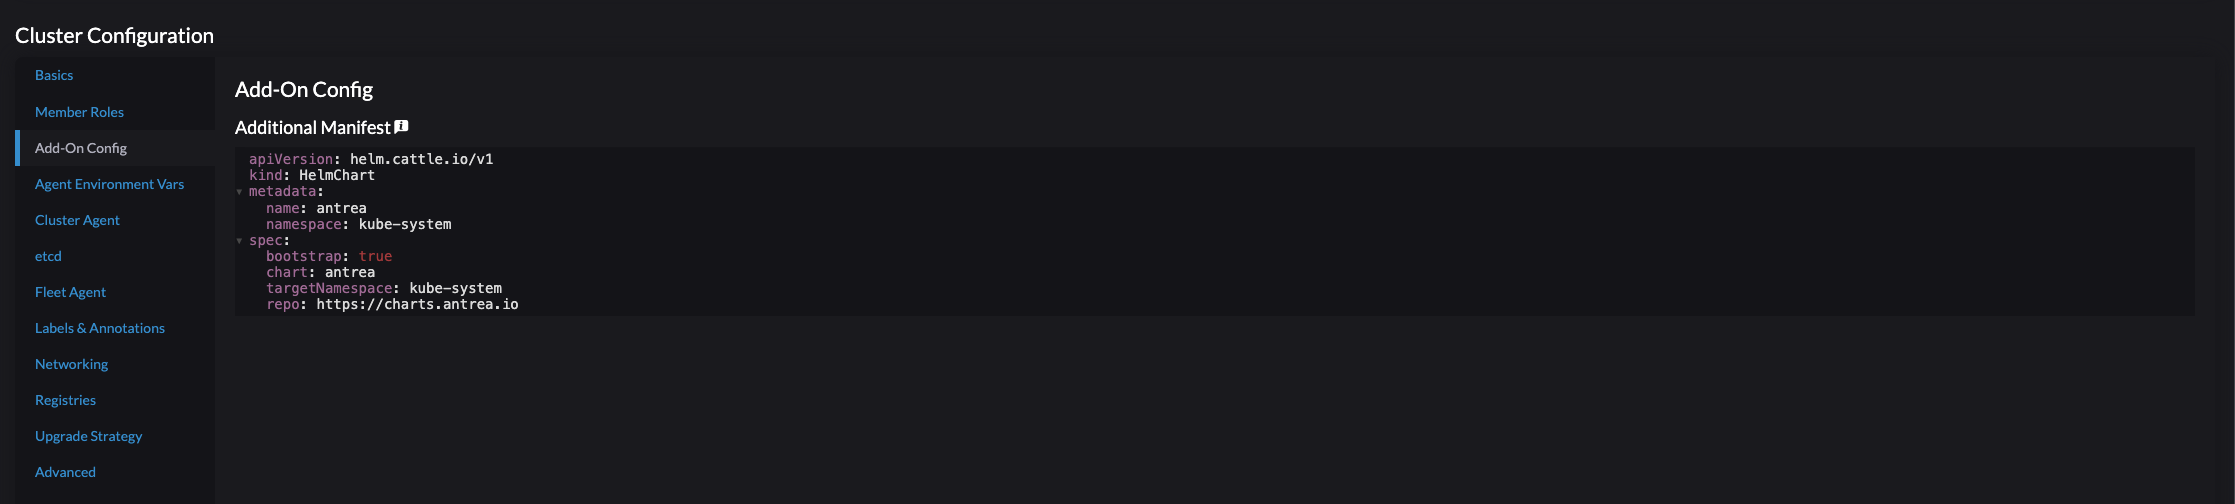 Cluster Configuration
Basics
Member Roles
Add-On Config
Agent Environment Vars
Cluster Agent
etcd
Fleet Agent
Labels & Annotations
Networking
Registries
Upgrade Strategy
Advanced
Add-On Config
Additional Manifest
apiVersion: helm.cattle.io/v1
kind: HelmChart
metadata:
  name: antrea
  namespace: kube-system
spec:
  bootstrap: true
  chart: antrea
  targetNamespace: kube-system
  repo: https://charts.antrea.io